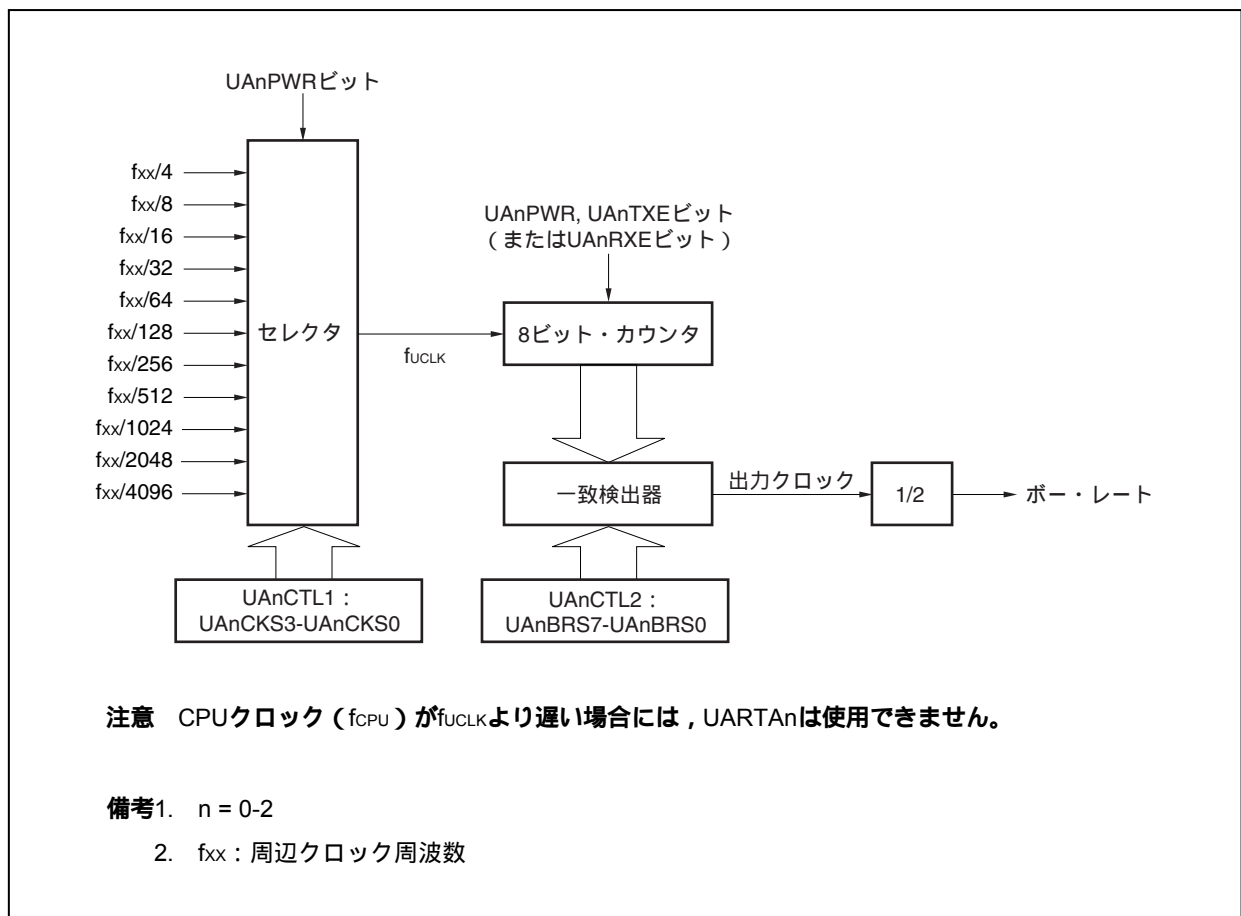 UAnPWRビット
fxx/4
fxx/8
fxx/16
fxx/32
fxx/64
fxx/128
fxx/256
fxx/512
fxx/1024
fxx/2048
fxx/4096
セレクタ
fUCLK
UAnPWR, UAnTXEビット
（またはUAnRXEビット）
8ビット・カウンタ
一致検出器
出力クロック
1/2
ボー・レート
UAnCTL1：
UAnCKS3-UAnCKS0
UAnCTL2：
UAnBRS7-UAnBRS0
注意 CPUクロック（fCPU）がfUCLKより遅い場合には，UARTAnは使用できません。
備考1. n = 0-2
2. fxx：周辺クロック周波数